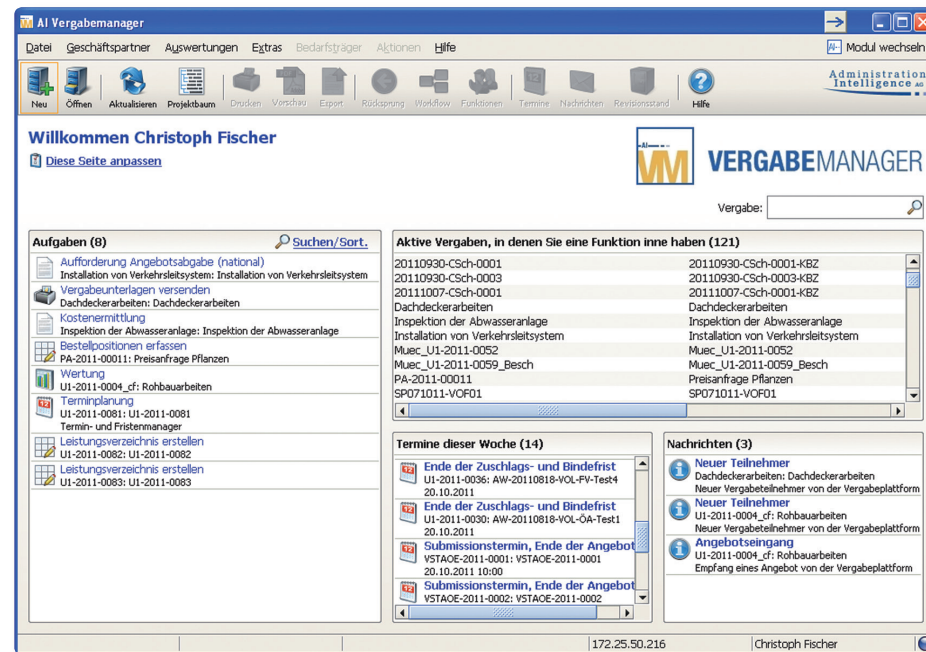 AI Vergabemanager
Datei Geschäftspartner Auswertungen Extras Bedarfsträger Aktionen Hilfe
Modul wechseln
Neu Öffnen Aktualisieren Projektbaum Drucken Vorschau Export Rücksprung Workflow Funktionen Termine Nachrichten Revisionsstand Hilfe
Administration
Intelligence AG
Willkommen Christoph Fischer
Diese Seite anpassen
AI
VM
VERGABEMANAGER
Vergabe:
Aufgaben (8) Suchen/Sort.
Aufforderung Angebotsabgabe (national)
Installation von Verkehrsleitsystem: Installation von Verkehrsleitsystem
Vergabeunterlagen versenden
Dachdeckerarbeiten: Dachdeckerarbeiten
Kostenermittlung
Inspektion der Abwasseranlage: Inspektion der Abwasseranlage
Bestellpositionen erfassen
PA-2011-00011: Preisanfrage Pflanzen
Wertung
U1-2011-0004_cf: Rohbauarbeiten
Terminplanung
U1-2011-0081: U1-2011-0081
Termin- und Fristenmanager
Leistungsverzeichnis erstellen
U1-2011-0082: U1-2011-0082
Leistungsverzeichnis erstellen
U1-2011-0083: U1-2011-0083
Aktive Vergaben, in denen Sie eine Funktion inne haben (121)
20110930-CSch-0001 20110930-CSch-0001-KBZ
20110930-CSch-0003 20110930-CSch-0003-KBZ
20111007-CSch-0001 20111007-CSch-0001-KBZ
Dachdeckerarbeiten Dachdeckerarbeiten
Inspektion der Abwasseranlage Inspektion der Abwasseranlage
Installation von Verkehrsleitsystem Installation von Verkehrsleitsystem
Muec_U1-2011-0052 Muec_U1-2011-0052
Muec_U1-2011-0059_Besch Muec_U1-2011-0059_Besch
PA-2011-00011 Preisanfrage Pflanzen
SP071011-VOF01 SP071011-VOF01
Termine dieser Woche (14)
Ende der Zuschlags- und Bindefrist
U1-2011-0036: AW-20110818-VOL-FV-Test4
20.10.2011
Ende der Zuschlags- und Bindefrist
U1-2011-0030: AW-20110818-VOL-ÖA-Test1
20.10.2011
Submissionstermin, Ende der Angebot
VSTAOE-2011-0001: VSTAOE-2011-0001
20.10.2011 10:00
Submissionstermin, Ende der Angebot
VSTAOE-2011-0002: VSTAOE-2011-0002
Nachrichten (3)
Neuer Teilnehmer
Dachdeckerarbeiten: Dachdeckerarbeiten
Neuer Vergabeteilnehmer von der Vergabeplattform
Neuer Teilnehmer
U1-2011-0004_cf: Rohbauarbeiten
Neuer Vergabeteilnehmer von der Vergabeplattform
Angebotseingang
U1-2011-0004_cf: Rohbauarbeiten
Empfang eines Angebot von der Vergabeplattform
172.25.50.216 Christoph Fischer